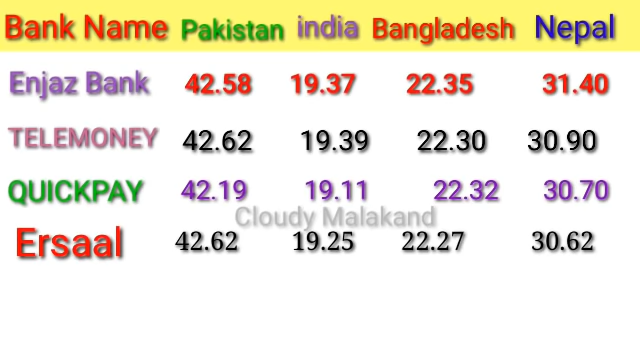 Bank Name Pakistan india Bangladesh Nepal
Enjaz Bank 42.58 19.37 22.35 31.40
TELEMONEY 42.62 19.39 22.30 30.90
QUICKPAY 42.19 19.11 22.32 30.70
Cloudy Malakand
Ersaal 42.62 19.25 22.27 30.62